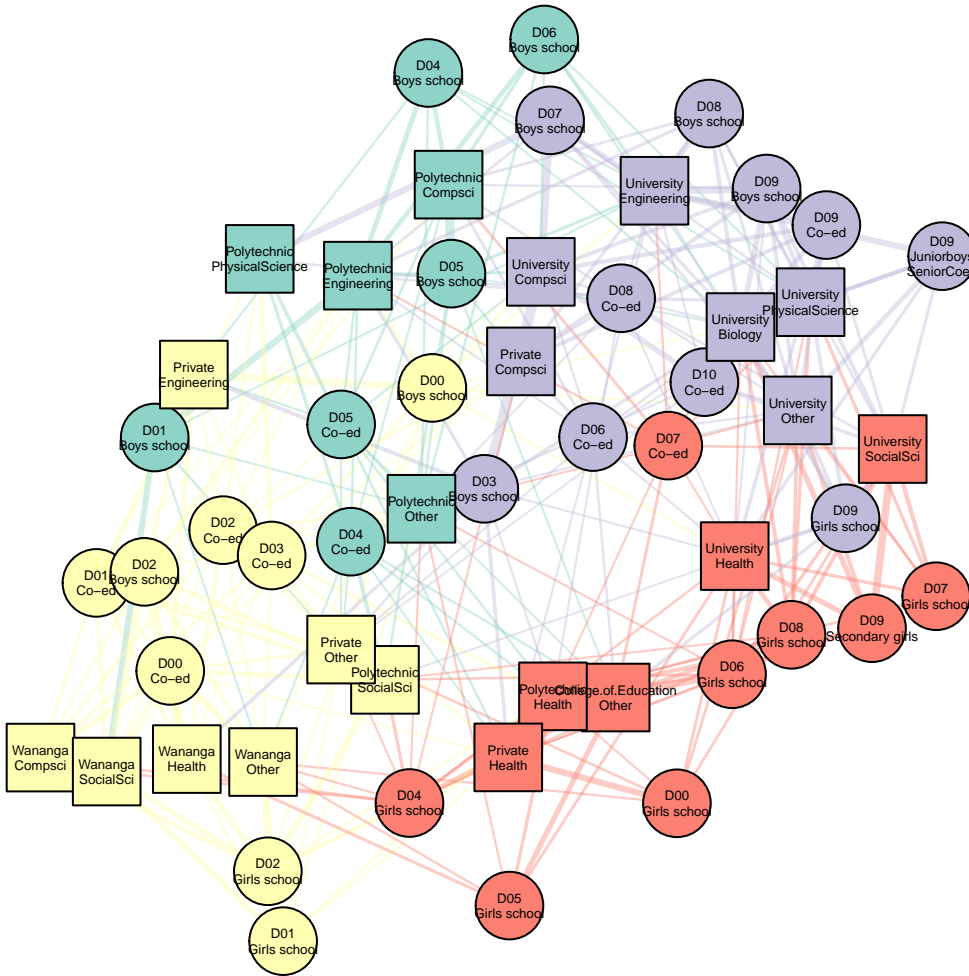 D06
Boys school
D04
Boys school
D07
Boys school
D08
Boys school
Polytechnic
Compsci
University
Engineering
D09
Boys school
D09
Co−ed
D09
Juniorboys
SeniorCoed
Polytechnic
PhysicalScience
Polytechnic
Engineering
D05
Boys school
University
Compsci
D08
Co−ed
University
PhysicalScience
University
Biology
Private
Engineering
Private
Compsci
D00
Boys school
D10
Co−ed
University
Other
D01
Boys school
D05
Co−ed
D06
Co−ed
D07
Co−ed
University
SocialSci
D03
Boys school
Polytechnic
Other
D02
Co−ed
D03
Co−ed
D04
Co−ed
D09
Girls school
University
Health
D01
Co−ed
D02
Boys school
D07
Girls school
D08
Girls school
D09
Secondary girls
D00
Co−ed
Private
Other
Polytechnic
SocialSci
D06
Girls school
Polytechnic
Health
College.of.Education
Other
Wananga
Compsci
Wananga
SocialSci
Wananga
Health
Wananga
Other
Private
Health
D04
Girls school
D00
Girls school
D02
Girls school
D05
Girls school
D01
Girls school